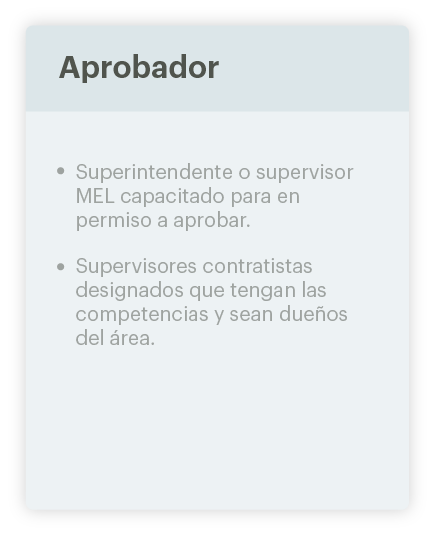 Aprobador
• Superintendente o supervisor
MEL capacitado para en
permiso a aprobar.
• Supervisores contratistas
designados que tengan las
competencias y sean dueños
del área.